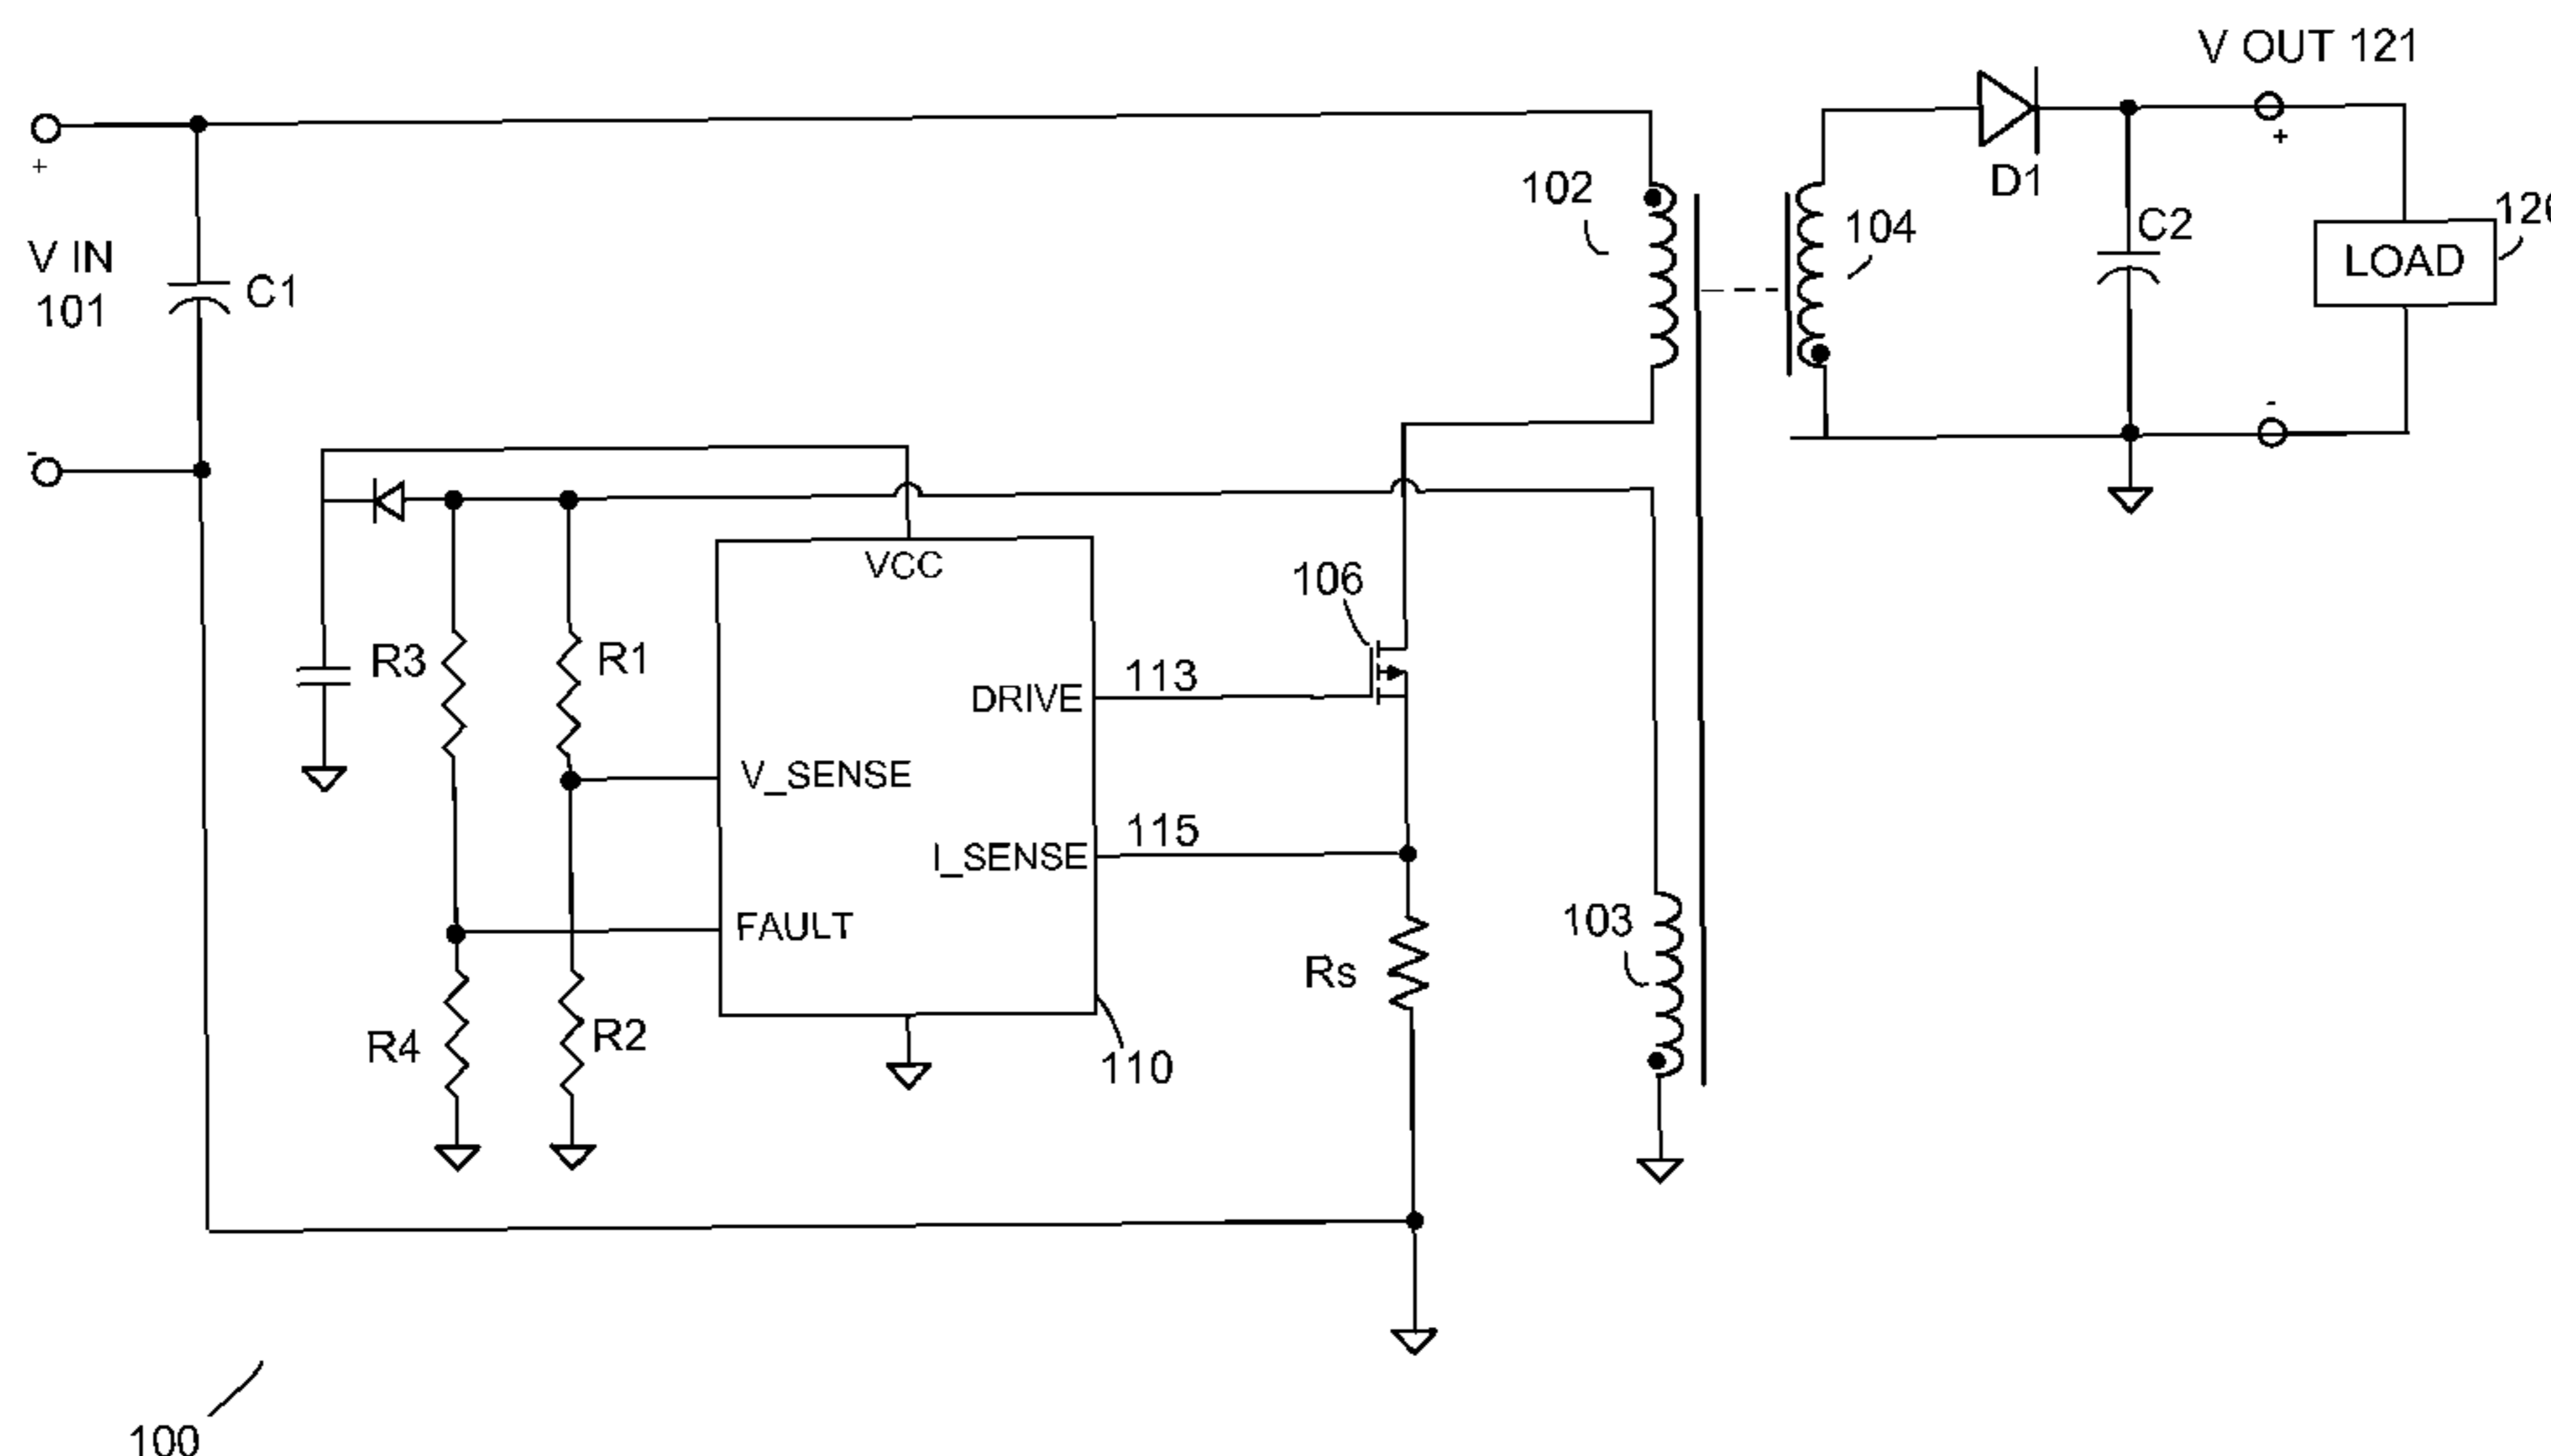 V OUT 121
+
+
D1
102
104
C2
LOAD
V IN
101
C1
-
-
VCC
106
R3
R1
113
DRIVE
V_SENSE
115
I_SENSE
FAULT
103
Rs
R4
R2
110
100